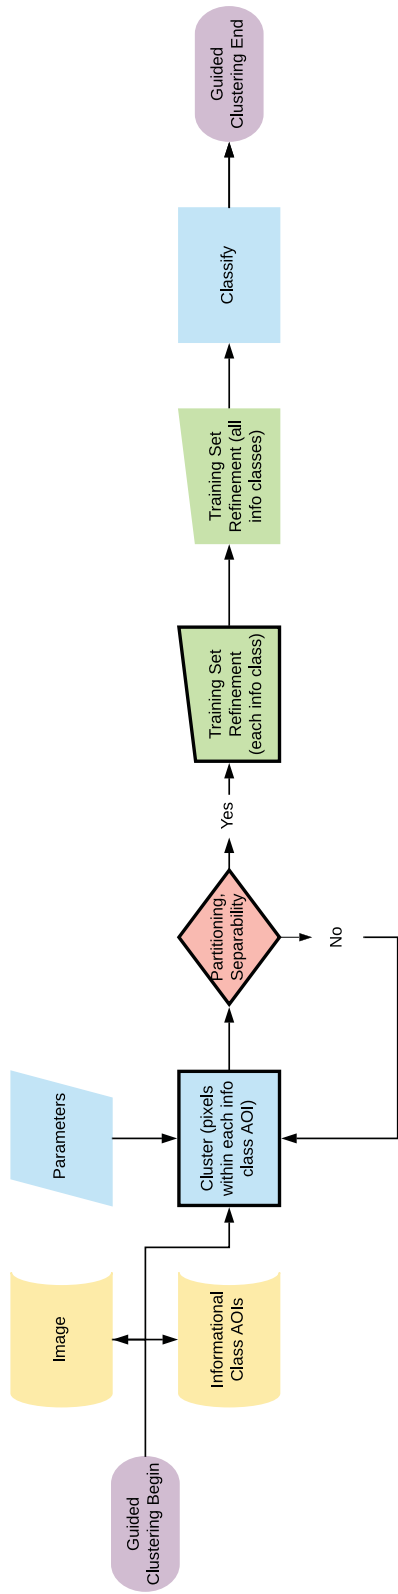 Guided
Clustering Begin
Image
Informational
Class AOIs
Parameters
Cluster (pixels
within each info
class AOI)
Partitioning,
Separability
No
Yes
Training Set
Refinement
(each info class)
Training Set
Refinement (all
info classes)
Classify
Guided
Clustering End